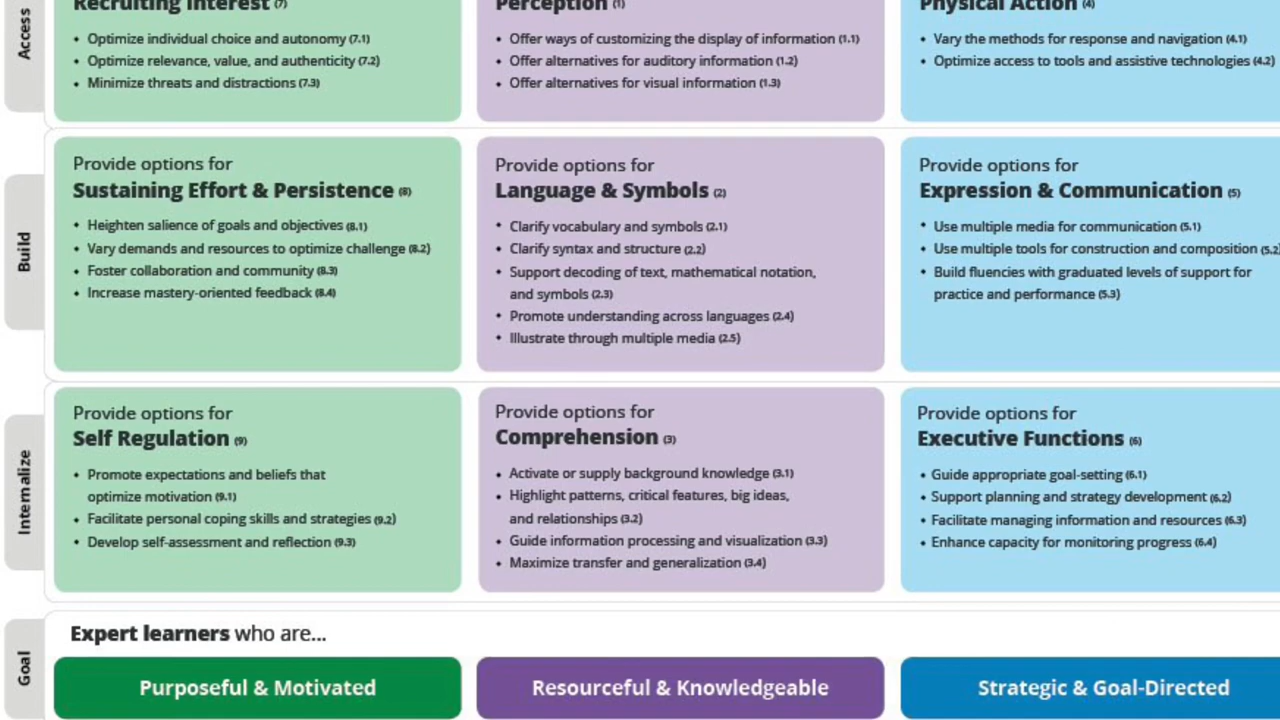 Access
Recruiting Interest (7)
• Optimize individual choice and autonomy (7.1)
• Optimize relevance, value, and authenticity (7.2)
• Minimize threats and distractions (7.3)
Perception (1)
• Offer ways of customizing the display of information (1.1)
• Offer alternatives for auditory information (1.2)
• Offer alternatives for visual information (1.3)
Physical Action (4)
• Vary the methods for response and navigation (4.1)
• Optimize access to tools and assistive technologies (4.2)
Build
Provide options for
Sustaining Effort & Persistence (8)
• Heighten salience of goals and objectives (8.1)
• Vary demands and resources to optimize challenge (8.2)
• Foster collaboration and community (8.3)
• Increase mastery-oriented feedback (8.4)
Provide options for
Language & Symbols (2)
• Clarify vocabulary and symbols (2.1)
• Clarify syntax and structure (2.2)
• Support decoding of text, mathematical notation,
and symbols (2.3)
• Promote understanding across languages (2.4)
• Illustrate through multiple media (2.5)
Provide options for
Expression & Communication (5)
• Use multiple media for communication (5.1)
• Use multiple tools for construction and composition (5.2
• Build fluencies with graduated levels of support for
practice and performance (5.3)
Internalize
Provide options for
Self Regulation (9)
• Promote expectations and beliefs that
optimize motivation (9.1)
• Facilitate personal coping skills and strategies (9.2)
• Develop self-assessment and reflection (9.3)
Provide options for
Comprehension (3)
• Activate or supply background knowledge (3.1)
• Highlight patterns, critical features, big ideas,
and relationships (3.2)
• Guide information processing and visualization (3.3)
• Maximize transfer and generalization (3.4)
Provide options for
Executive Functions (6)
• Guide appropriate goal-setting (6.1)
• Support planning and strategy development (6.2)
• Facilitate managing information and resources (6.3)
• Enhance capacity for monitoring progress (6.4)
Goal
Expert learners who are...
Purposeful & Motivated
Resourceful & Knowledgeable
Strategic & Goal-Directed